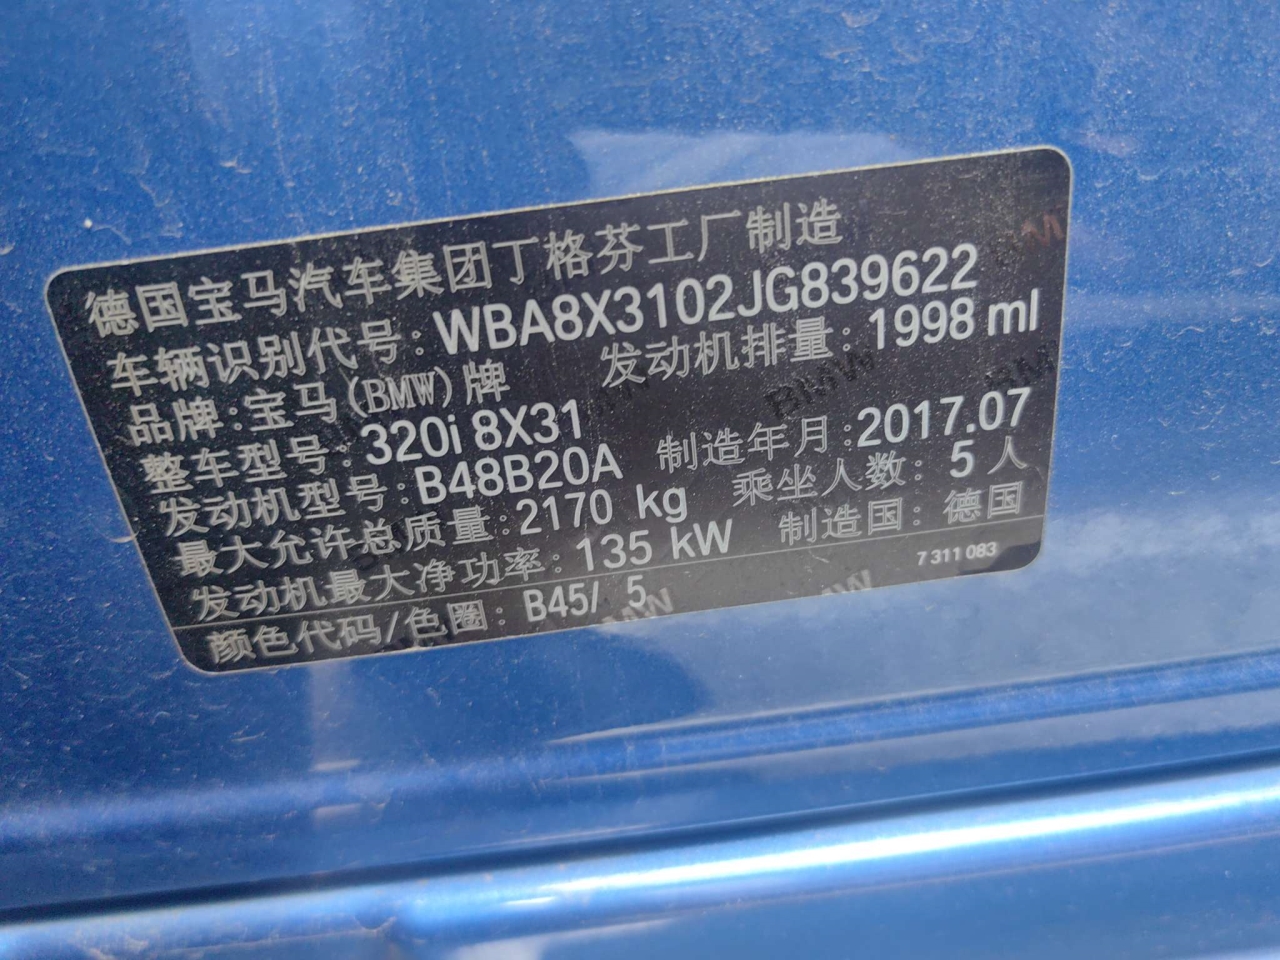 德国宝马汽车集团丁格芬工厂制造
车辆识别代号: WBA8X3102JG839622
品牌:宝马(BMW)牌 发动机排量: 1998 ml
整车型号: 320i 8X31
发动机型号: B48B20A 制造年月:2017.07
最大允许总质量:2170 kg 乘坐人数: 5 人
发动机最大净功率: 135 kW 制造国: 德国
颜色代码/色圈: B45/ 5 7 311 083